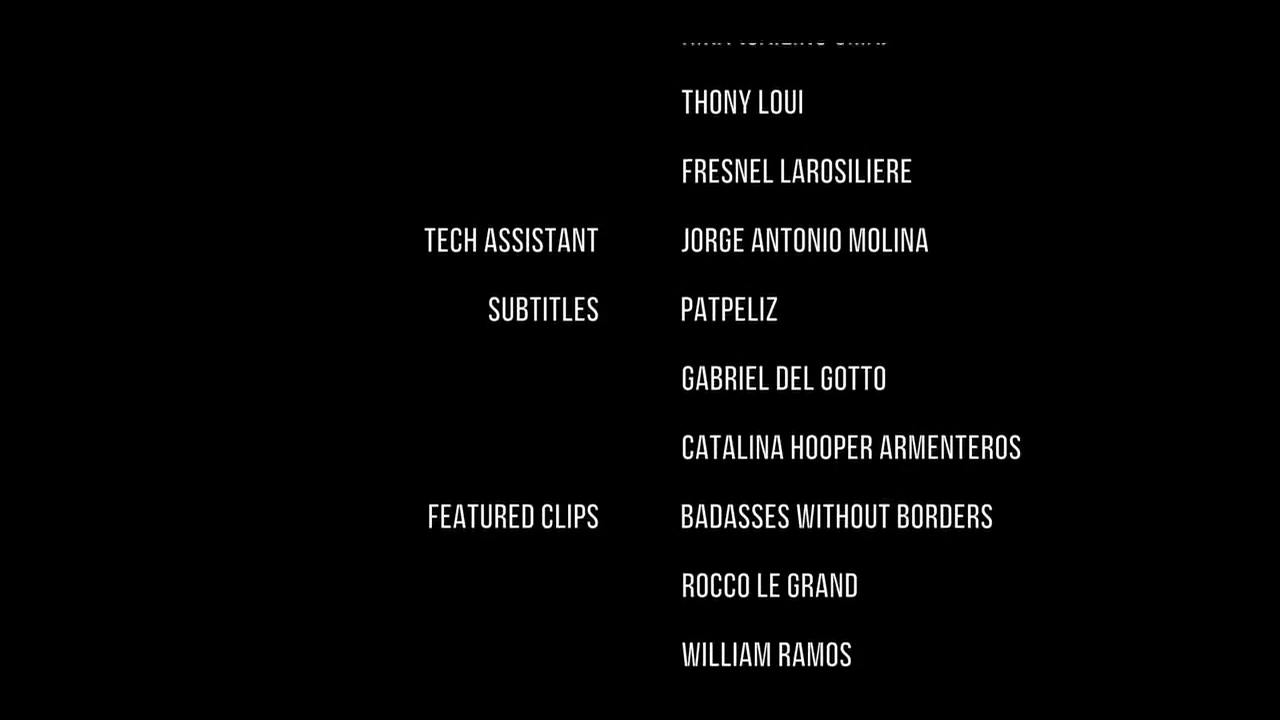 THONY LOUI
FRESNEL LAROSILIERE
TECH ASSISTANT JORGE ANTONIO MOLINA
SUBTITLES PATPELIZ
GABRIEL DEL GOTTO
CATALINA HOOPER ARMENTEROS
FEATURED CLIPS BADASSES WITHOUT BORDERS
ROCCO LE GRAND
WILLIAM RAMOS